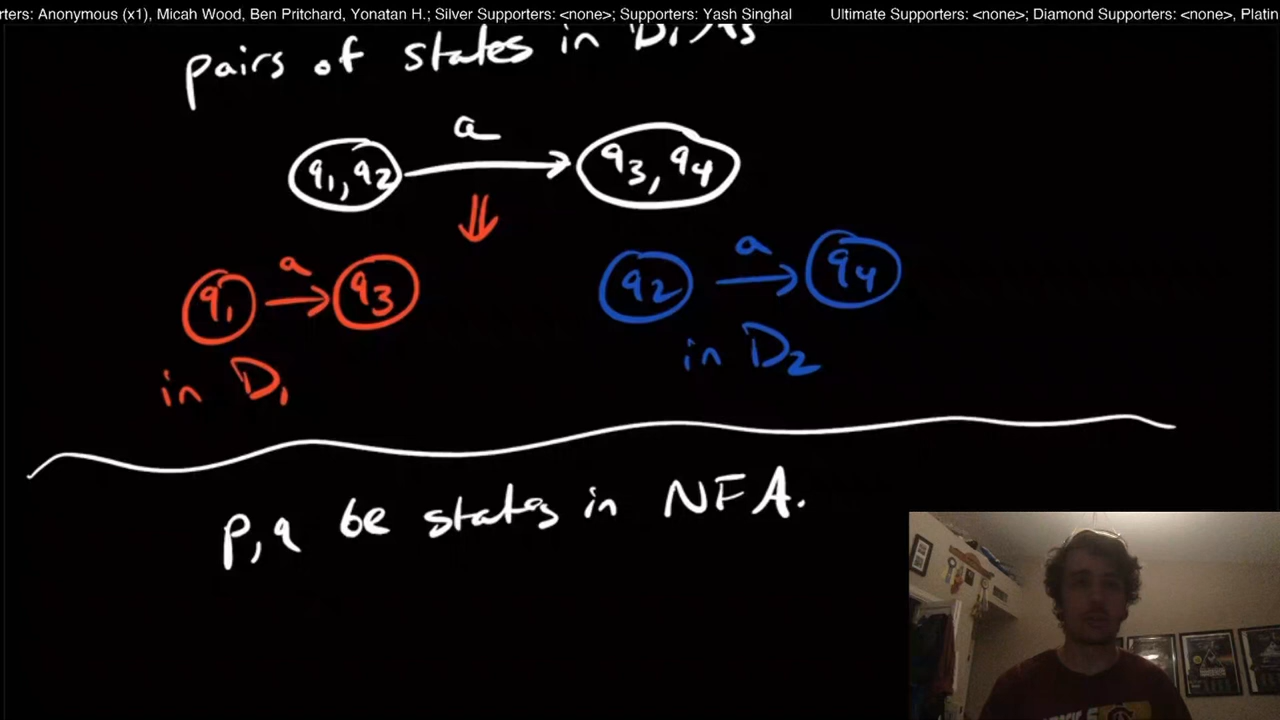 rters: Anonymous (x1), Micah Wood, Ben Pritchard, Yonatan H.; Silver Supporters: <none>; Supporters: Yash Singhal Ultimate Supporters: <none>; Diamond Supporters: <none>, Platin
pairs of states in DFAs
a
q1, q2 q3, q4
q1 a q3 q2 a q4
in D1 in D2
p, q be states in NFA.